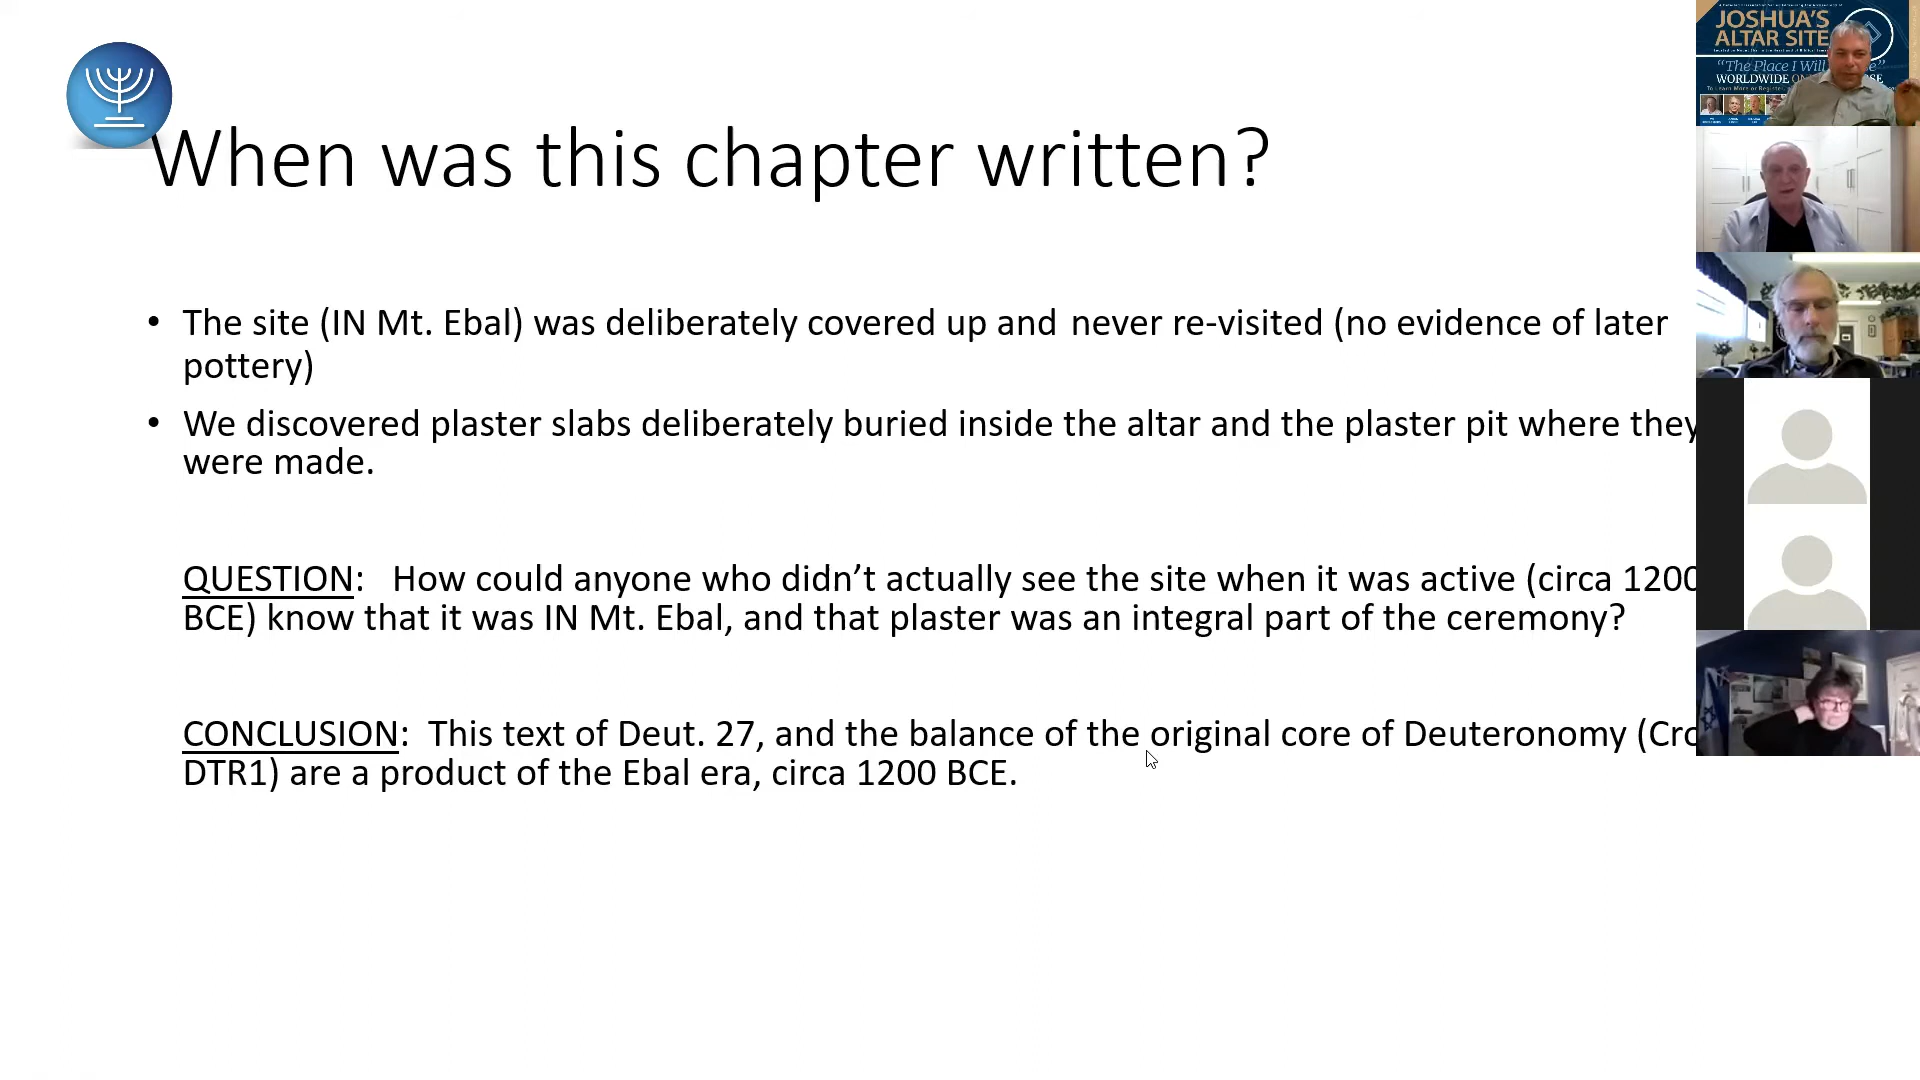 When was this chapter written?
• The site (IN Mt. Ebal) was deliberately covered up and never re-visited (no evidence of later
pottery)
• We discovered plaster slabs deliberately buried inside the altar and the plaster pit where they
were made.
QUESTION: How could anyone who didn’t actually see the site when it was active (circa 1200
BCE) know that it was IN Mt. Ebal, and that plaster was an integral part of the ceremony?
CONCLUSION: This text of Deut. 27, and the balance of the original core of Deuteronomy (Cro
DTR1) are a product of the Ebal era, circa 1200 BCE.
JOSHUA’S
ALTAR SITE
“The Place I Will
WORLDWIDE